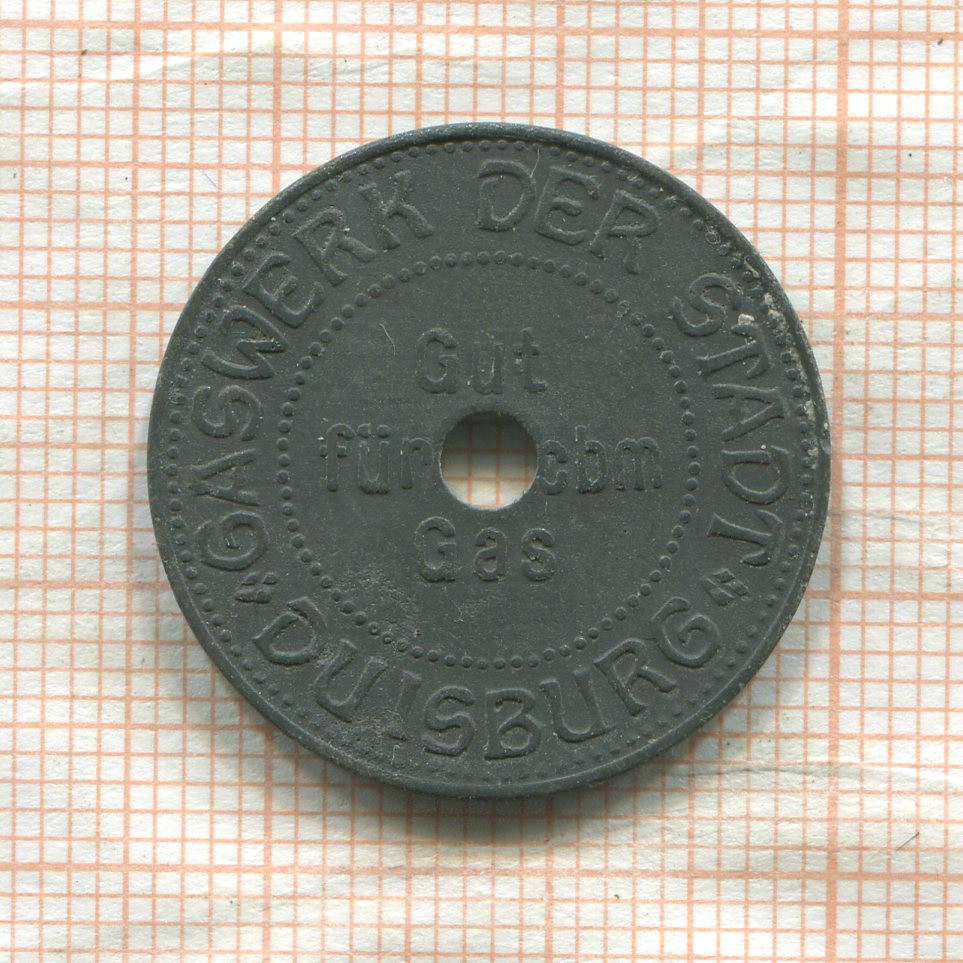 GASWERK DER STADT
DUISBURG
Gut
für cbm
Gas